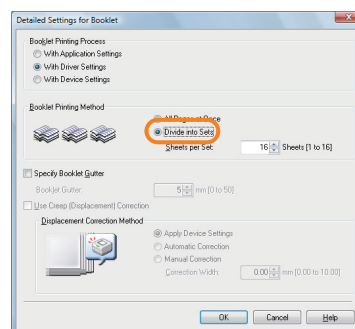 Detailed Settings for Booklet
Booklet Printing Process
With Application Settings
With Driver Settings
With Device Settings
Booklet Printing Method
All Pages at Once
Divide into Sets
Sheets per Set: 16 Sheets [1 to 16]
Specify Booklet Gutter
Booklet Gutter: 5 mm [0 to 50]
Use Creep (Displacement) Correction
Displacement Correction Method
Apply Device Settings
Automatic Correction
Manual Correction
Correction Width: 0.00 mm [0.00 to 10.00]
OK Cancel Help